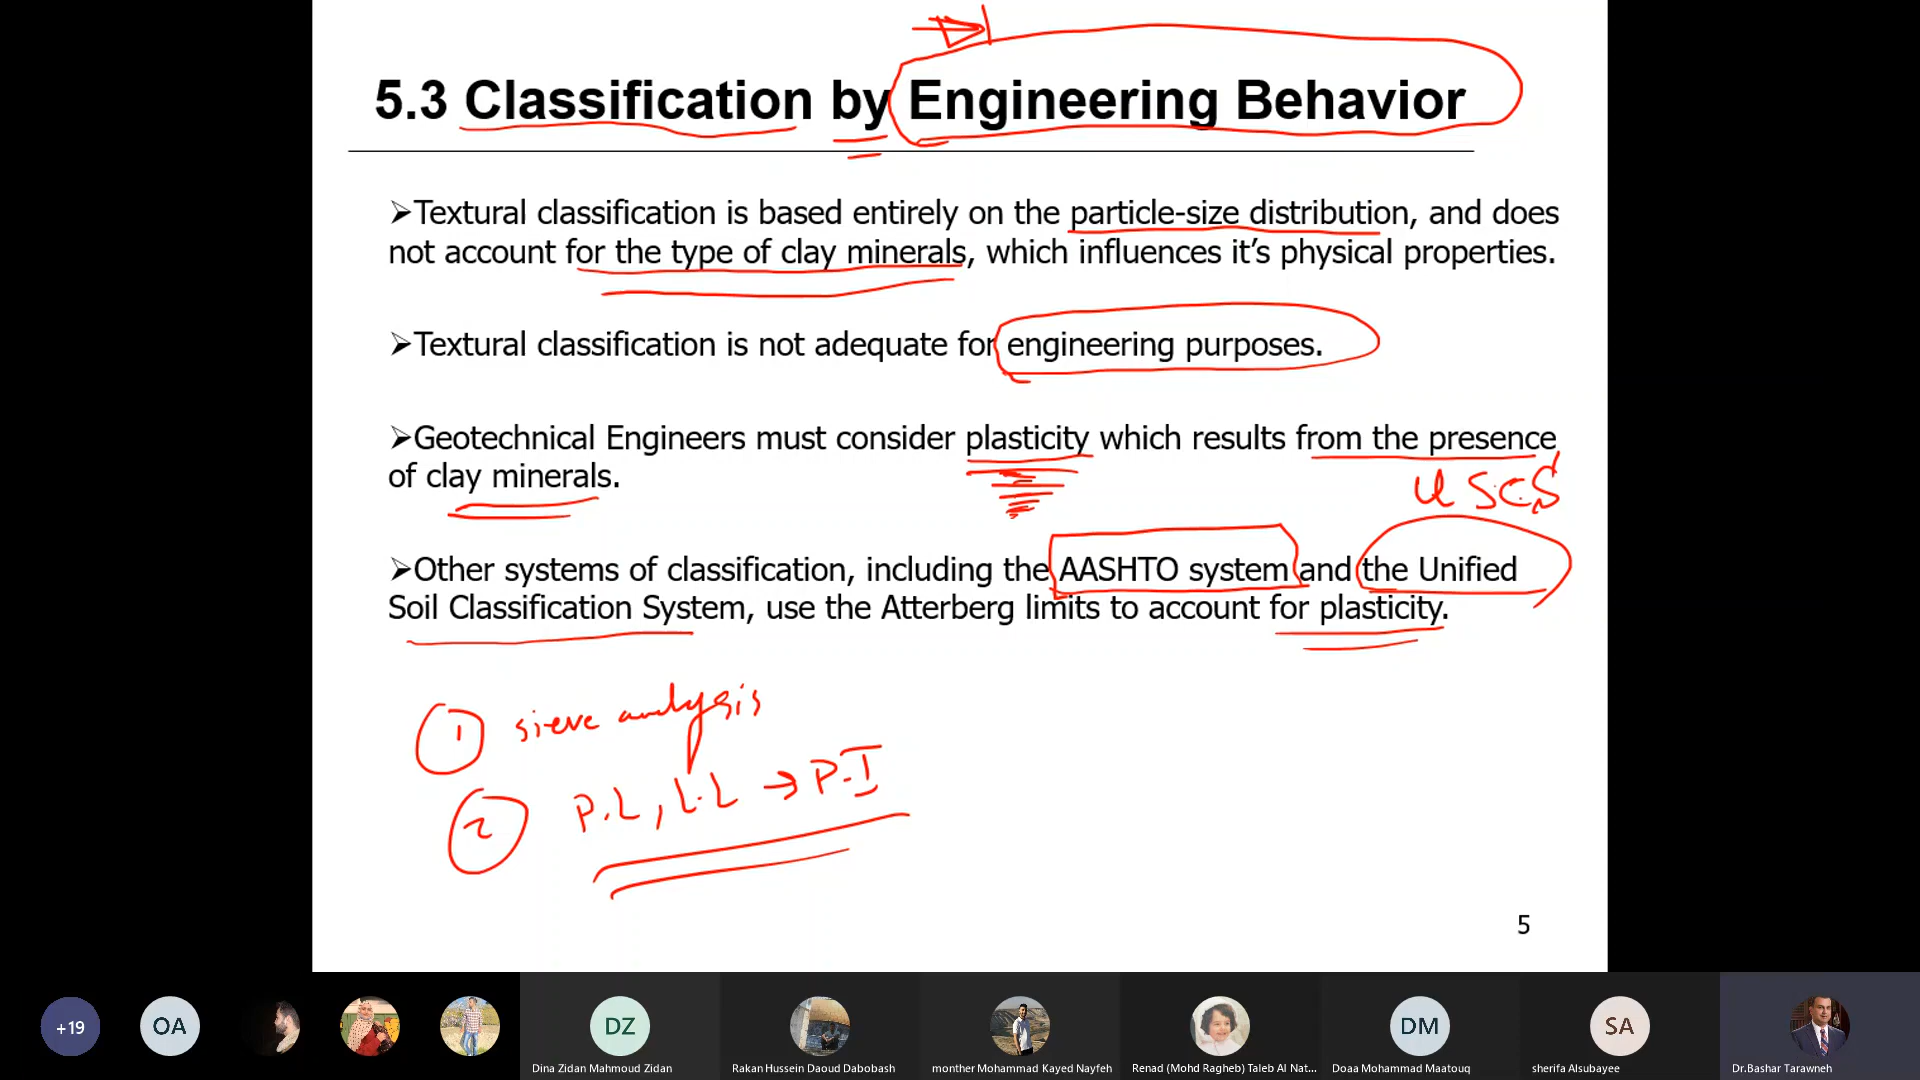 5.3 Classification by Engineering Behavior
➢Textural classification is based entirely on the particle-size distribution, and does
not account for the type of clay minerals, which influences it's physical properties.
➢Textural classification is not adequate for engineering purposes.
➢Geotechnical Engineers must consider plasticity which results from the presence
of clay minerals.
USCS
➢Other systems of classification, including the AASHTO system and the Unified
Soil Classification System, use the Atterberg limits to account for plasticity.
1 sieve analysis
2 P.L, L.L → P.I
5
+19
OA
DZ
DM
SA
Dina Zidan Mahmoud Zidan
Rakan Hussein Daoud Dabobash
monther Mohammad Kayed Nayfeh
Renad (Mohd Ragheb) Taleb Al Nat...
Doaa Mohammad Maatouq
sherifa Alsubayee
Dr.Bashar Tarawneh